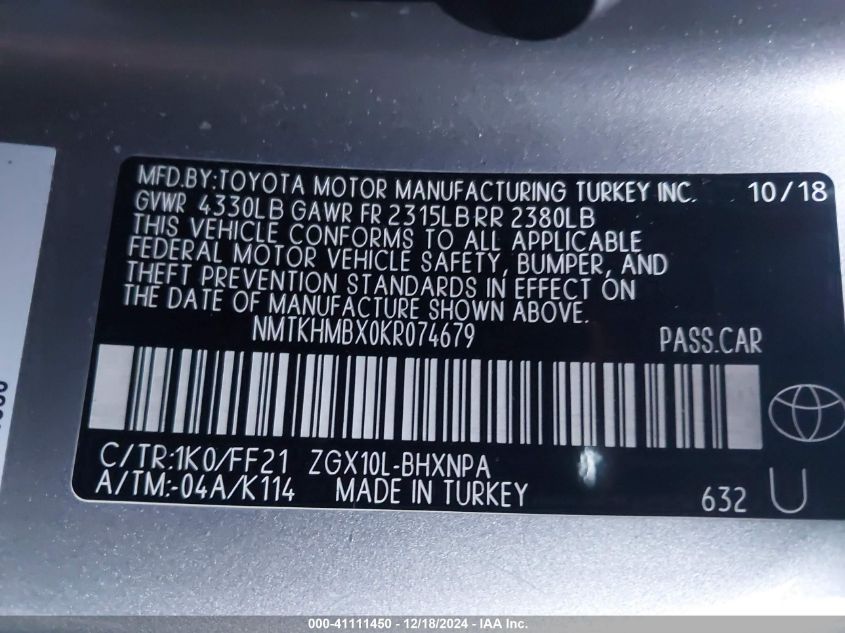 MFD.BY:TOYOTA MOTOR MANUFACTURING TURKEY INC. 10/18
GVWR 4330LB GAWR FR 2315LB RR 2380LB
THIS VEHICLE CONFORMS TO ALL APPLICABLE
FEDERAL MOTOR VEHICLE SAFETY, BUMPER, AND
THEFT PREVENTION STANDARDS IN EFFECT ON
THE DATE OF MANUFACTURE SHOWN ABOVE.
NMTKHMBX0KR074679 PASS.CAR
C/TR:1K0/FF21 ZGX10L-BHXNPA
A/TM:-04A/K114 MADE IN TURKEY 632 U
000-41111450 - 12/18/2024 - IAA Inc.